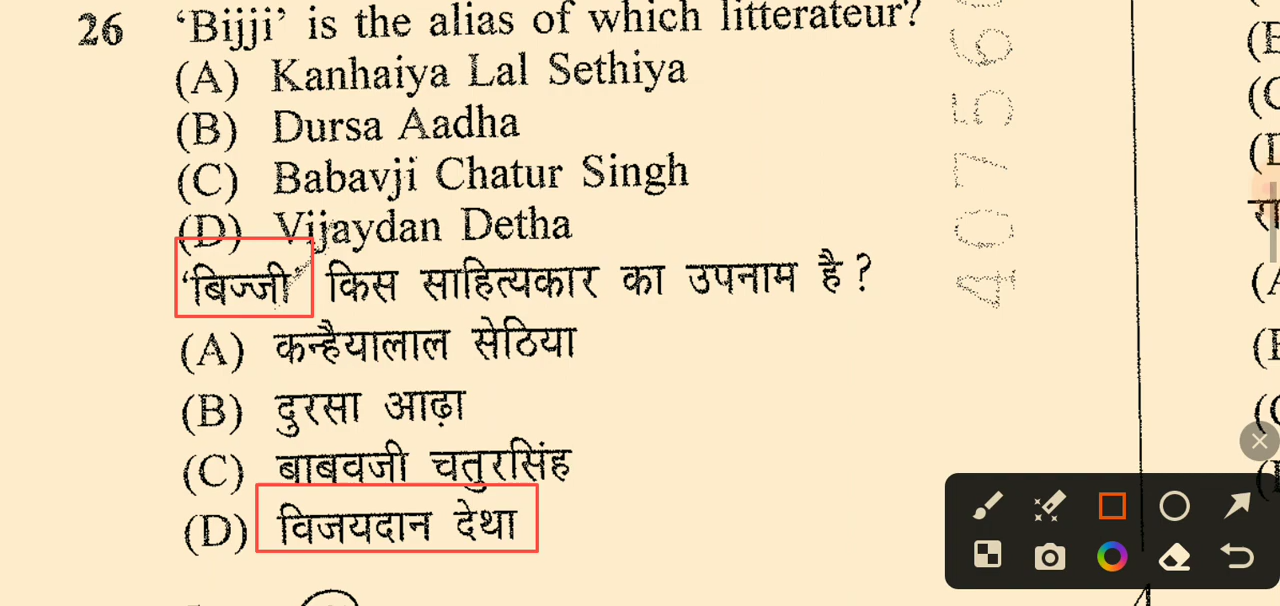 26 'Bijji' is the alias of which litterateur?
(A) Kanhaiya Lal Sethiya
(B) Dursa Aadha
(C) Babavji Chatur Singh
(D) Vijaydan Detha
'बिज्जी' किस साहित्यकार का उपनाम है ?
(A) कन्हैयालाल सेठिया
(B) दुरसा आढ़ा
(C) बाबवजी चतुरसिंह
(D) विजयदान देथा